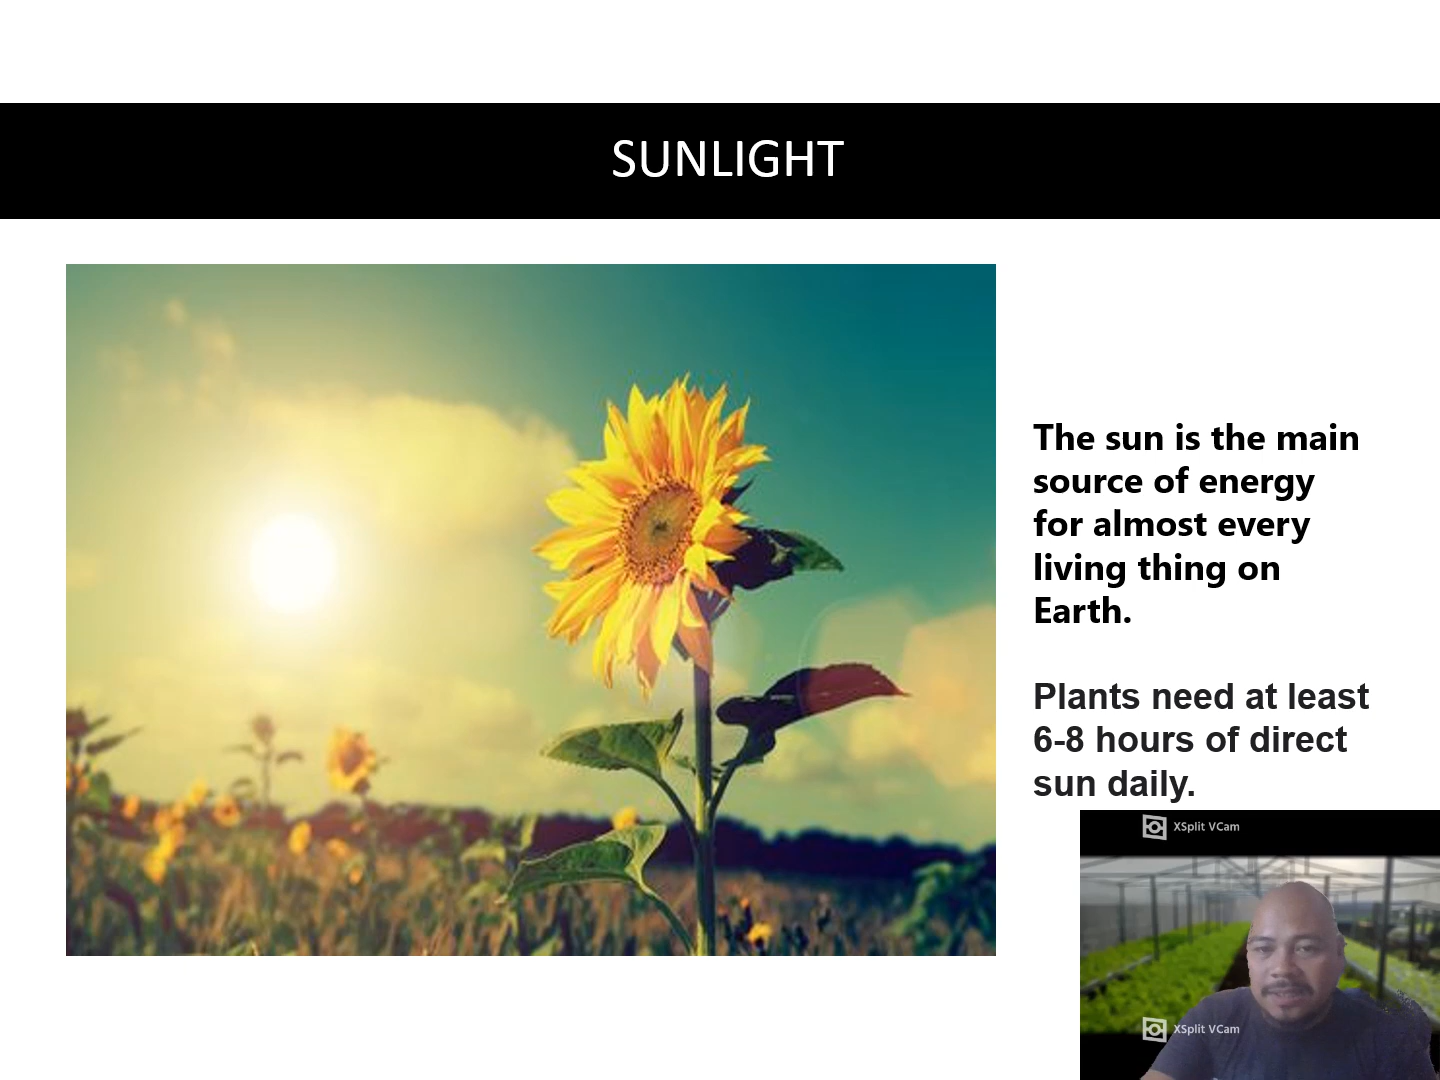 SUNLIGHT
The sun is the main
source of energy
for almost every
living thing on
Earth.
Plants need at least
6-8 hours of direct
sun daily.
XSplit VCam
XSplit VCam